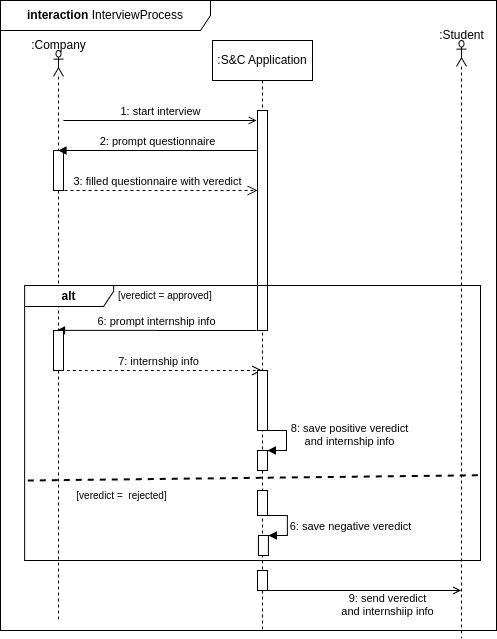 interaction InterviewProcess
:Company
:S&C Application
:Student
1: start interview
2: prompt questionnaire
3: filled questionnaire with veredict
alt
[veredict = approved]
6: prompt internship info
7: internship info
8: save positive veredict
and internship info
[veredict =  rejected]
6: save negative veredict
9: send veredict
and internshiip info